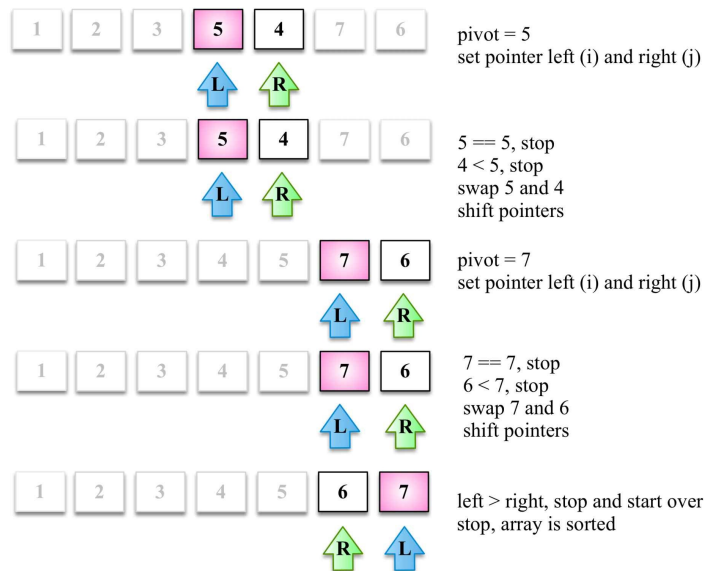 1 2 3 5 4 7 6
pivot = 5
set pointer left (i) and right (j)
L R
1 2 3 5 4 7 6
5 == 5, stop
4 < 5, stop
swap 5 and 4
shift pointers
L R
1 2 3 4 5 7 6
pivot = 7
set pointer left (i) and right (j)
L R
1 2 3 4 5 7 6
7 == 7, stop
6 < 7, stop
swap 7 and 6
shift pointers
L R
1 2 3 4 5 6 7
left > right, stop and start over
stop, array is sorted
R L